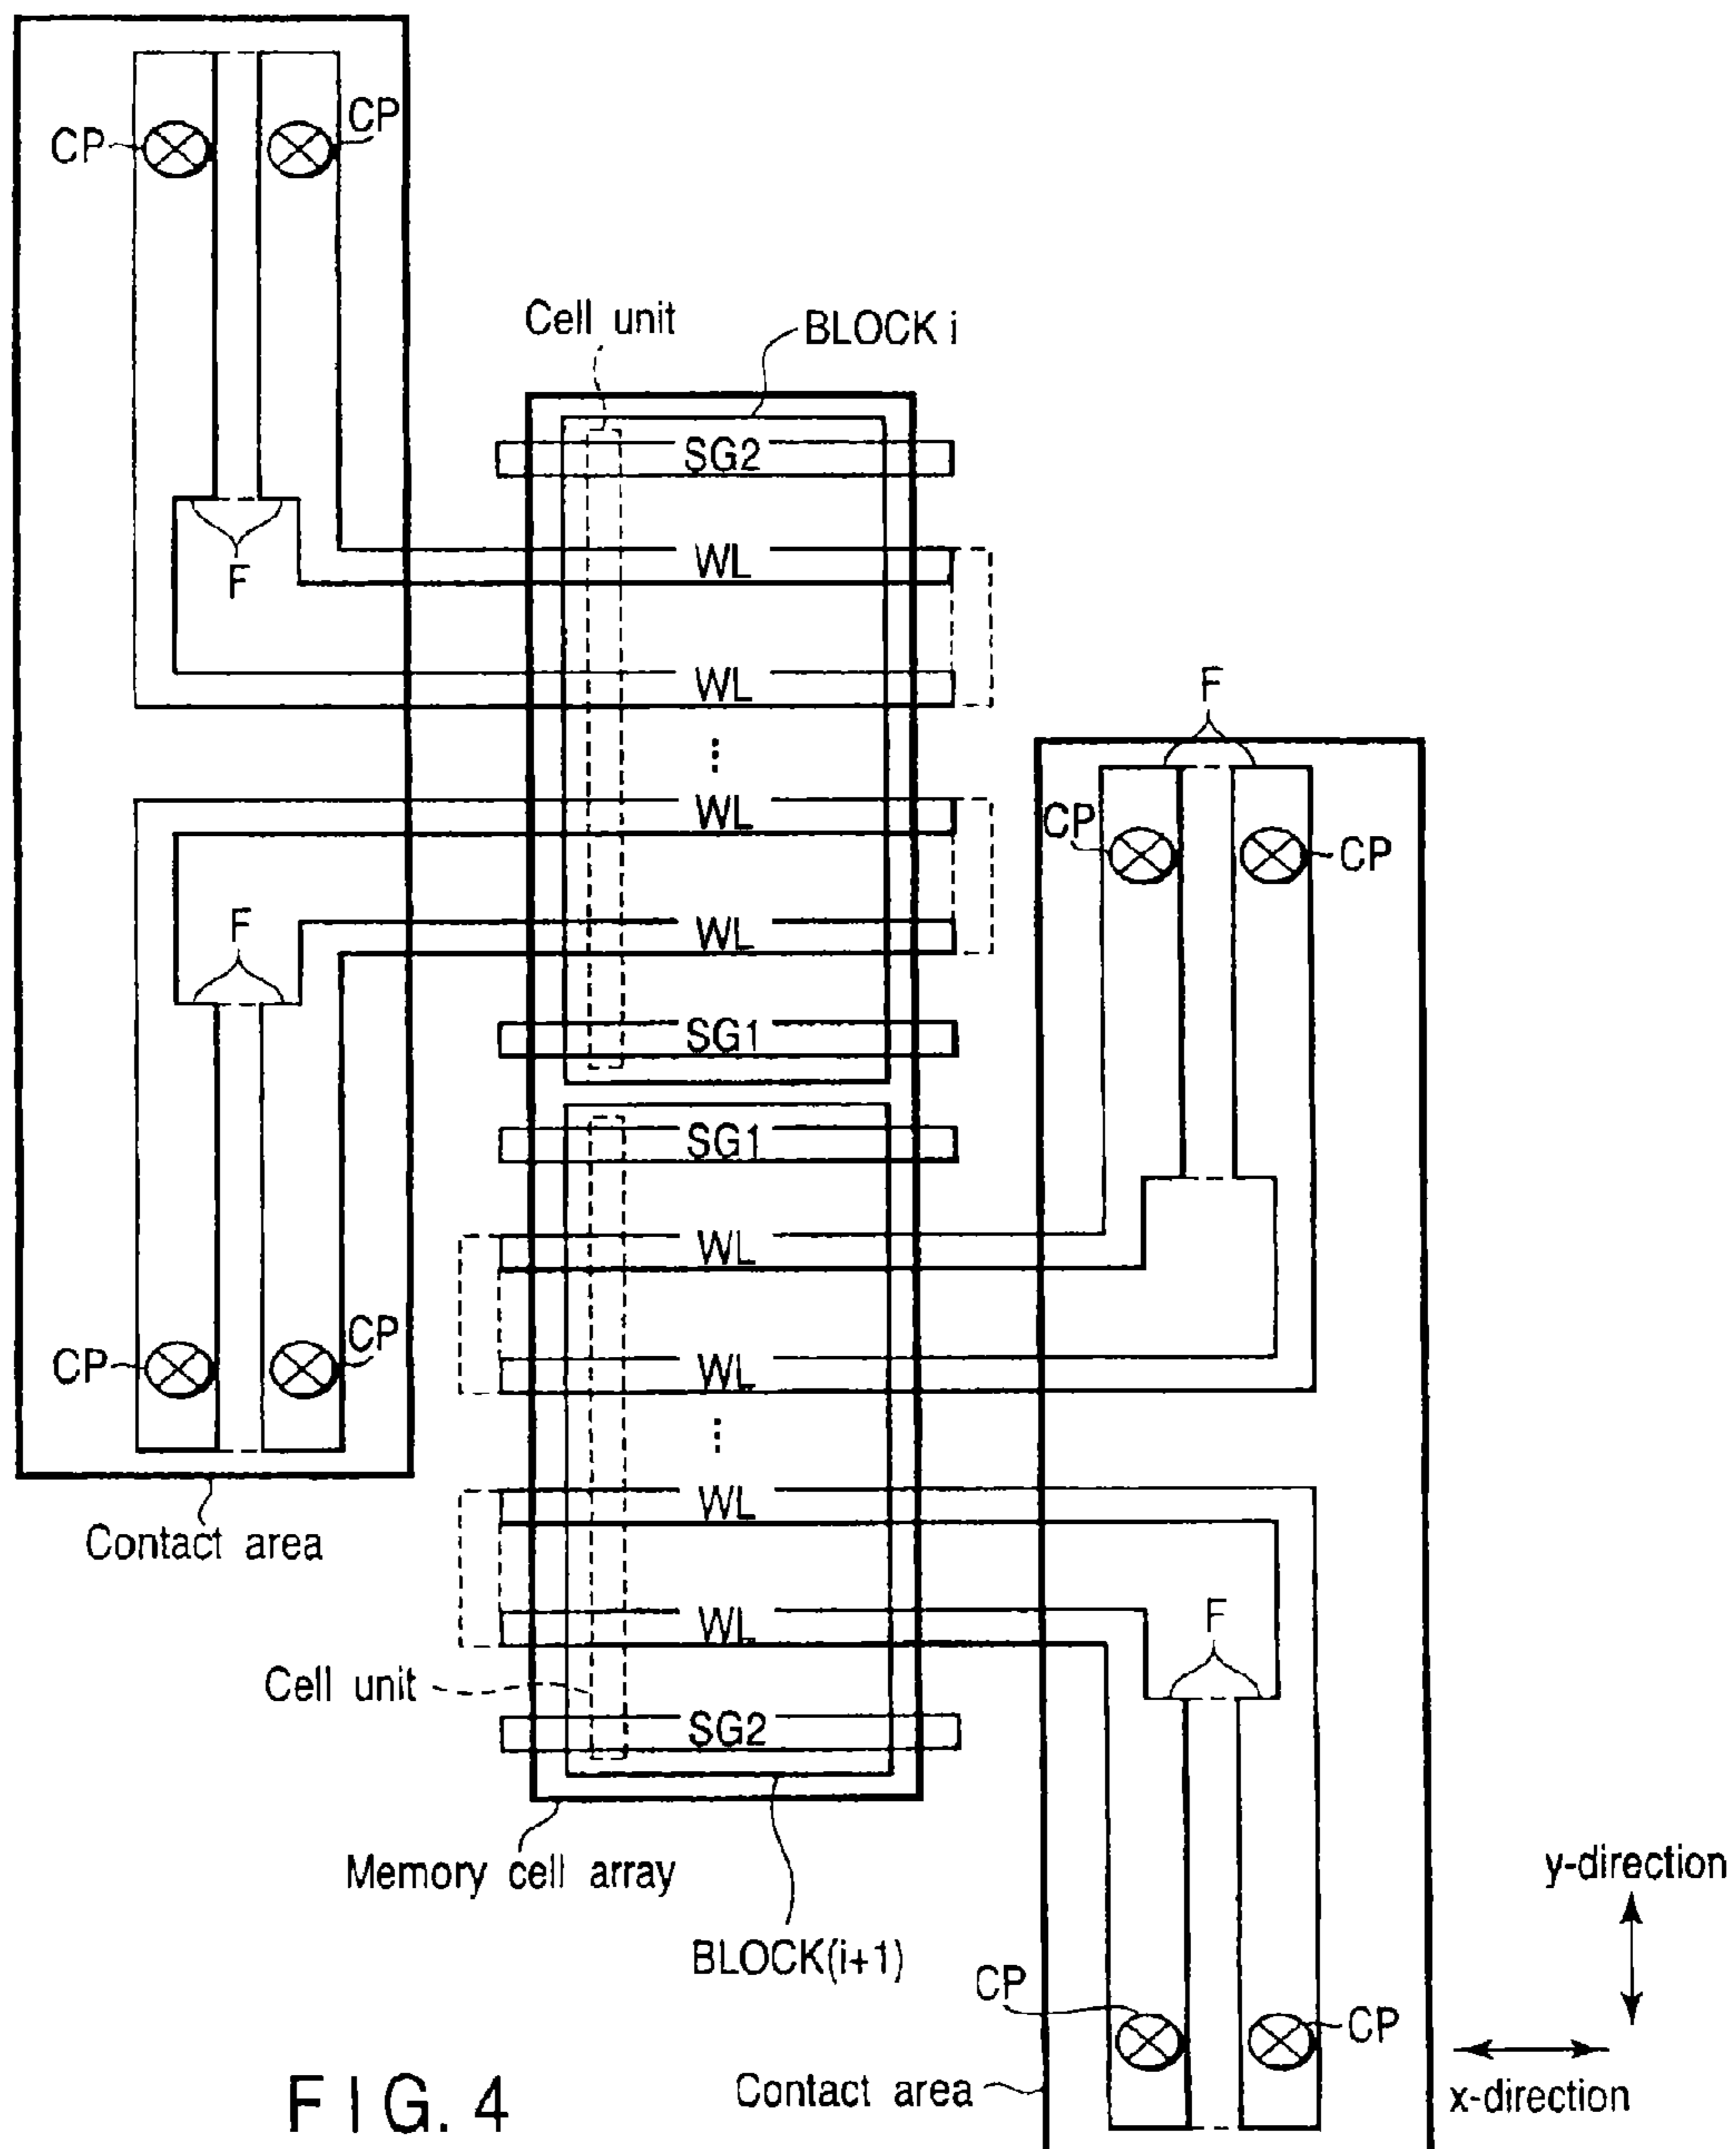 CP
CP
Cell unit
BLOCK i
SG2
WL
F
WL
F
⋮
WL
CP
CP
F
WL
SG1
SG1
WL
CP
CP
WL
⋮
WL
Contact area
WL
F
Cell unit
SG2
Memory cell array
y-direction
BLOCK(i+1)
CP
CP
Contact area
x-direction
FIG. 4